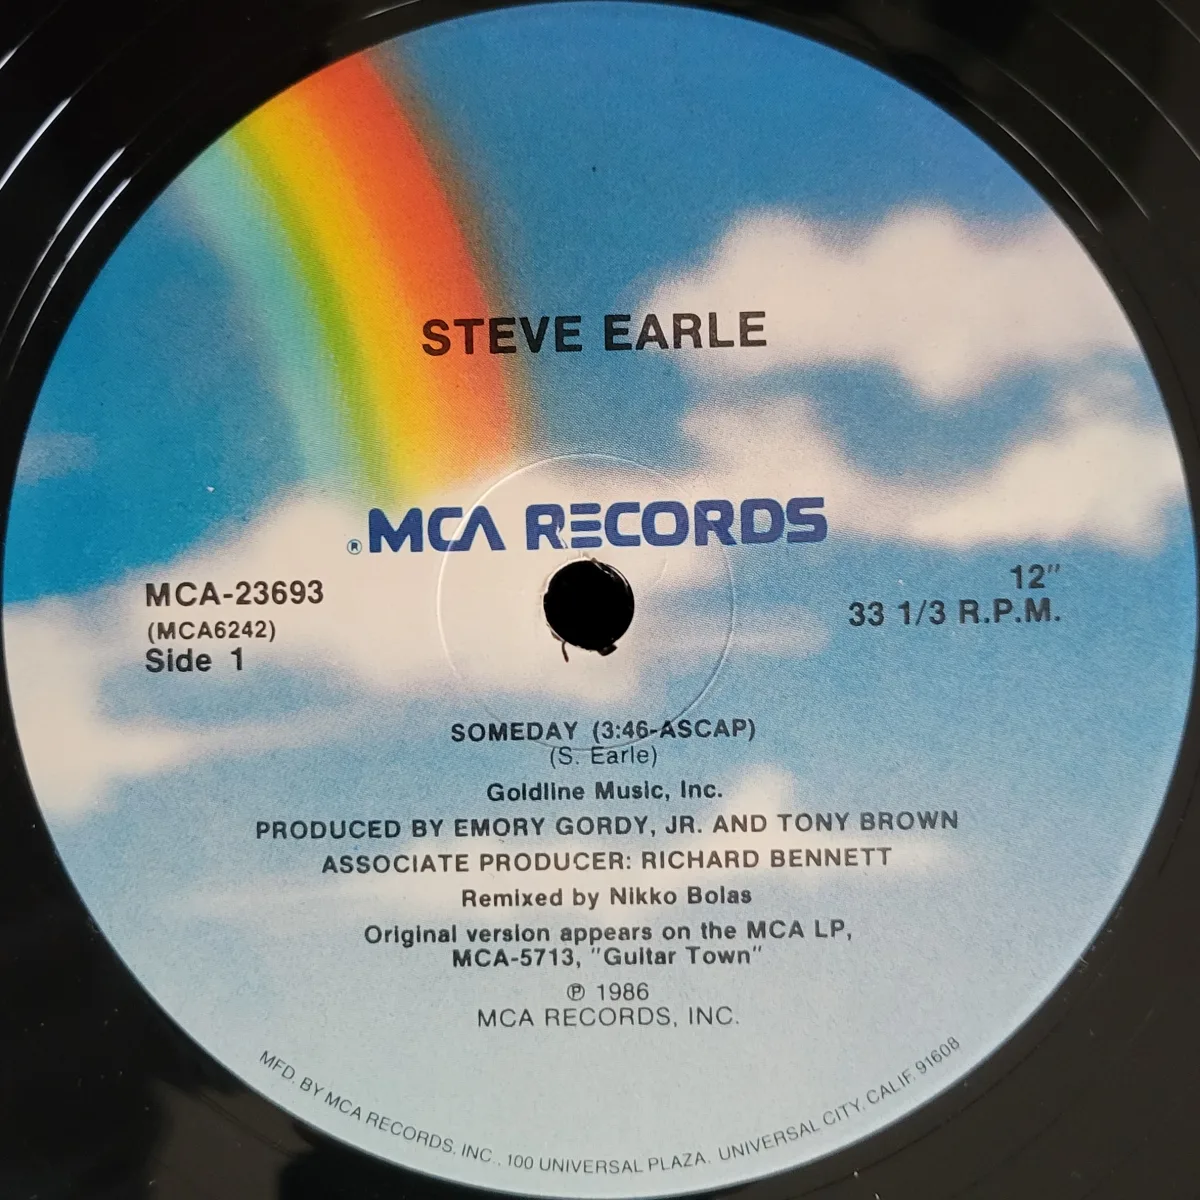 STEVE EARLE
® MCA RECORDS
MCA-23693
(MCA6242)
Side 1
12"
33 1/3 R.P.M.
SOMEDAY (3:46-ASCAP)
(S. Earle)
Goldline Music, Inc.
PRODUCED BY EMORY GORDY, JR. AND TONY BROWN
ASSOCIATE PRODUCER: RICHARD BENNETT
Remixed by Nikko Bolas
Original version appears on the MCA LP,
MCA-5713, "Guitar Town"
℗ 1986
MCA RECORDS, INC.
MFD. BY MCA RECORDS, INC., 100 UNIVERSAL PLAZA, UNIVERSAL CITY, CALIF. 91608